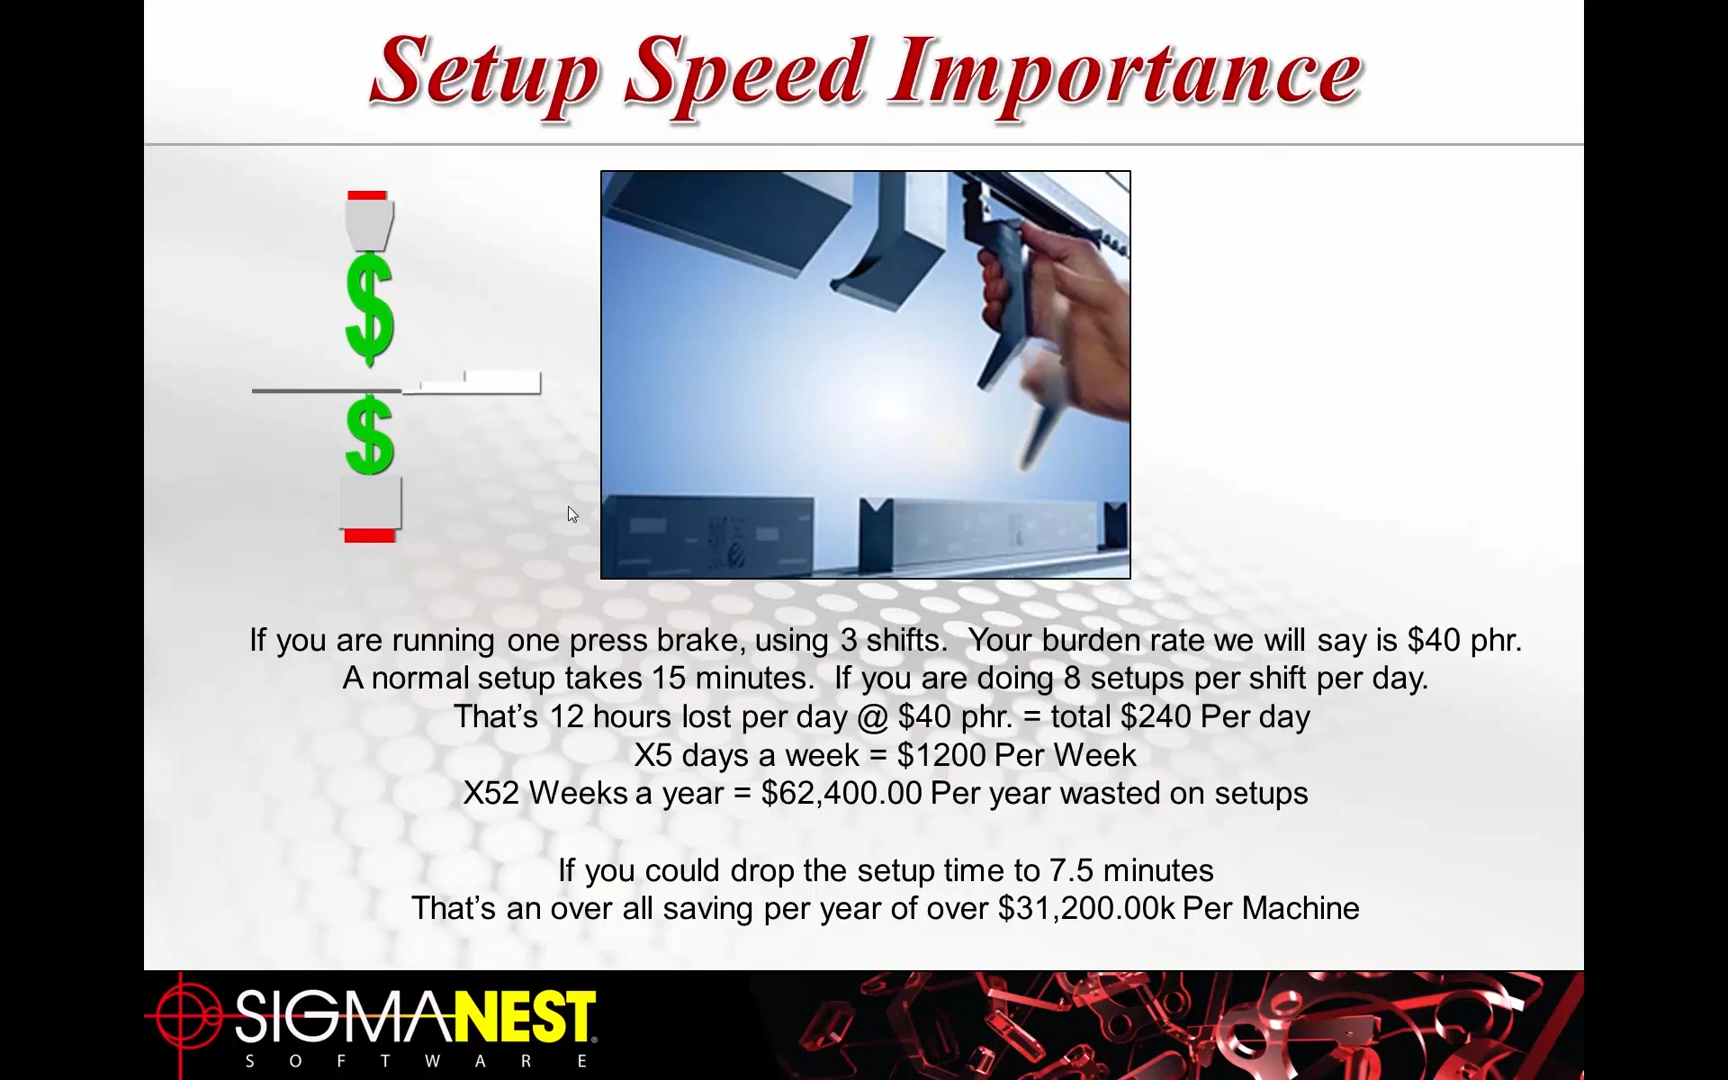 Setup Speed Importance
$
$
If you are running one press brake, using 3 shifts. Your burden rate we will say is $40 phr.
A normal setup takes 15 minutes. If you are doing 8 setups per shift per day.
That's 12 hours lost per day @ $40 phr. = total $240 Per day
X5 days a week = $1200 Per Week
X52 Weeks a year = $62,400.00 Per year wasted on setups
If you could drop the setup time to 7.5 minutes
That's an over all saving per year of over $31,200.00k Per Machine
SIGMANEST®
SOFTWARE